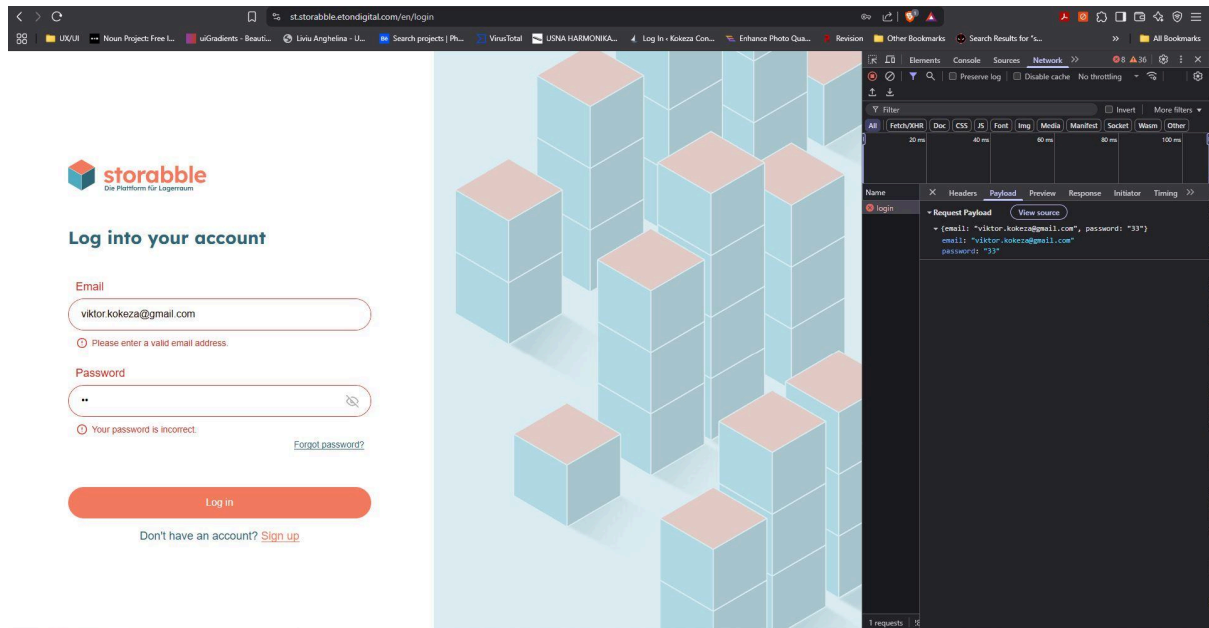 st.storabble.etondigital.com/en/login
UX/UI
Noun Project: Free I...
uiGradients - Beauti...
Liviu Anghelina - U...
Search projects | Ph...
VirusTotal
USNA HARMONIKA...
Log In ‹ Kokeza Con...
Enhance Photo Qua...
Revision
Other Bookmarks
Search Results for "s...
»
All Bookmarks
storabble
Die Plattform für Lagerraum
Log into your account
Email
viktor.kokeza@gmail.com
Please enter a valid email address.
Password
••
Your password is incorrect.
Forgot password?
Log in
Don't have an account? Sign up
Elements Console Sources Network » 8 36
Preserve log Disable cache No throttling
Filter Invert More filters
All Fetch/XHR Doc CSS JS Font Img Media Manifest Socket Wasm Other
20 ms 40 ms 60 ms 80 ms 100 ms
Name Headers Payload Preview Response Initiator Timing »
login
Request Payload View source
{email: "viktor.kokeza@gmail.com", password: "33"}
email: "viktor.kokeza@gmail.com"
password: "33"
1 requests